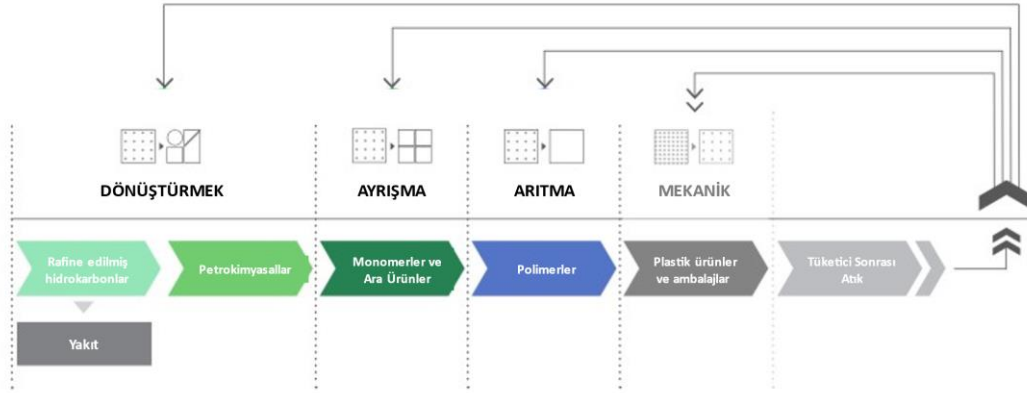 DÖNÜŞTÜRMEK
AYRIŞMA
ARITMA
MEKANİK
Rafine edilmiş
hidrokarbonlar
Petrokimyasallar
Monomerler ve
Ara Ürünler
Polimerler
Plastik ürünler
ve ambalajlar
Tüketici Sonrası
Atık
Yakıt